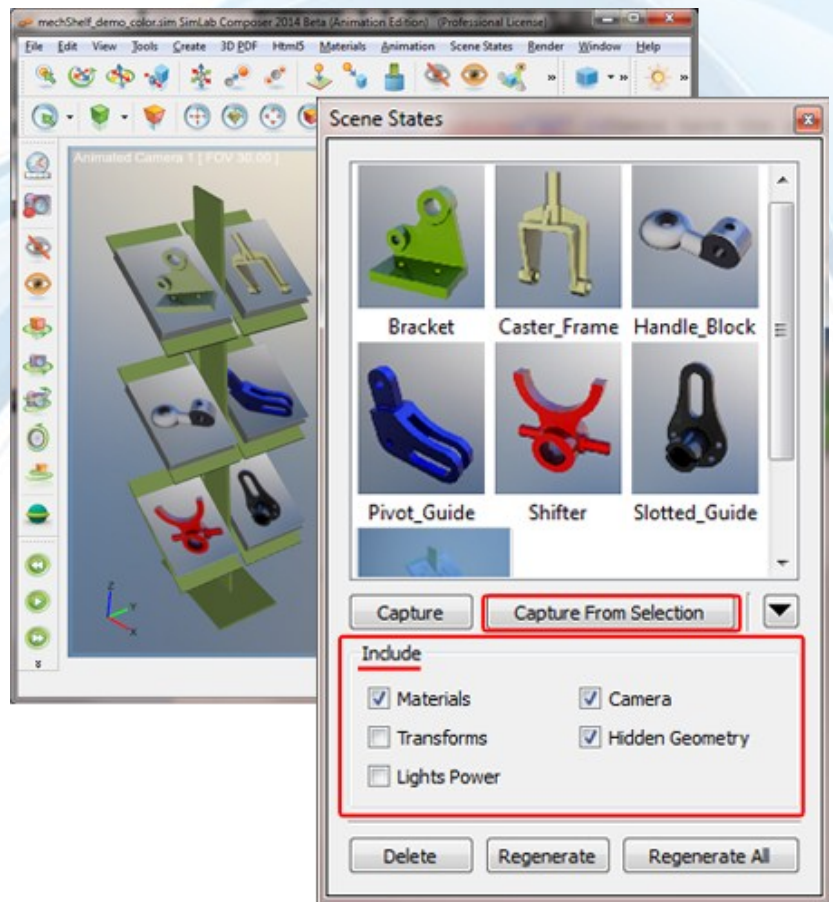 mechShelf_demo_color.sim SimLab Composer 2014 Beta (Animation Edition) (Professional License)
File Edit View Tools Create 3D PDF Html5 Materials Animation Scene States Render Window Help
Animated Camera 1 [ FOV 30.00 ]
Z
Y
X
Scene States
Bracket Caster_Frame Handle_Block
Pivot_Guide Shifter Slotted_Guide
Capture Capture From Selection
Include
Materials Camera
Transforms Hidden Geometry
Lights Power
Delete Regenerate Regenerate All